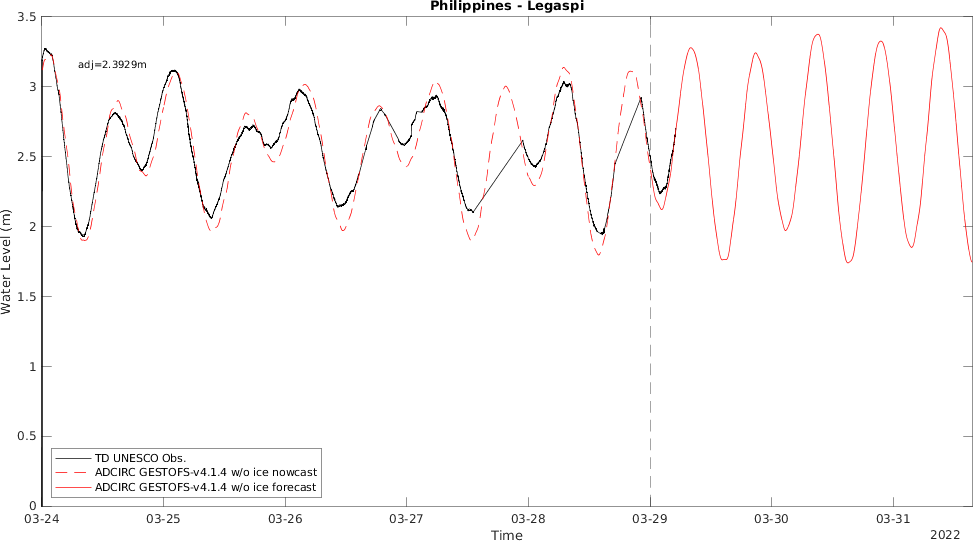 Philippines - Legaspi
adj=2.3929m
3.5
3
2.5
2
1.5
1
0.5
0
Water Level (m)
TD UNESCO Obs.
ADCIRC GESTOFS-v4.1.4 w/o ice nowcast
ADCIRC GESTOFS-v4.1.4 w/o ice forecast
03-24 03-25 03-26 03-27 03-28 03-29 03-30 03-31
Time
2022